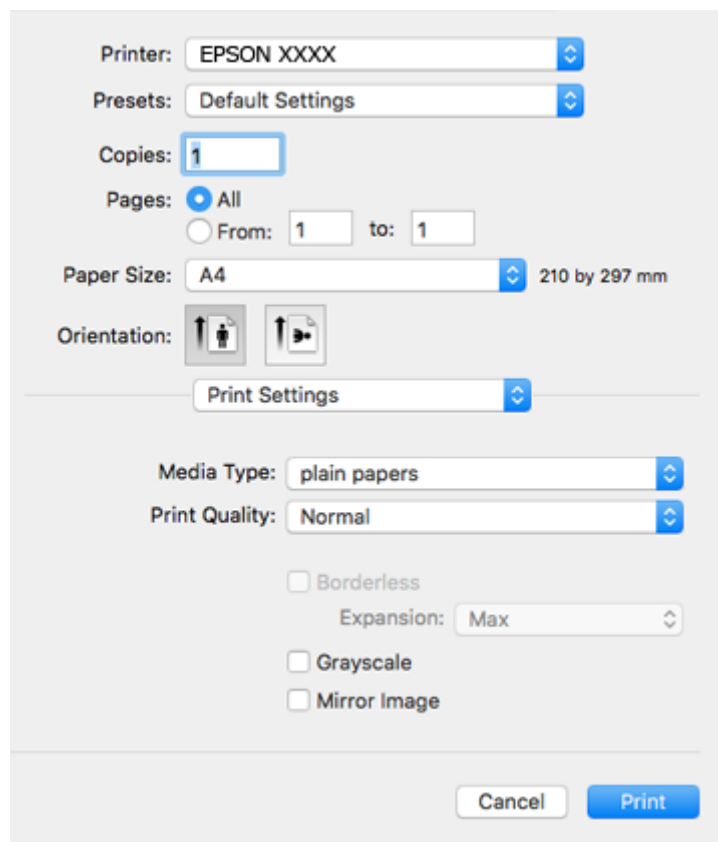 Printer: EPSON XXXX
Presets: Default Settings
Copies: 1
Pages: All
From: 1 to: 1
Paper Size: A4 210 by 297 mm
Orientation:
Print Settings
Media Type: plain papers
Print Quality: Normal
Borderless
Expansion: Max
Grayscale
Mirror Image
Cancel Print